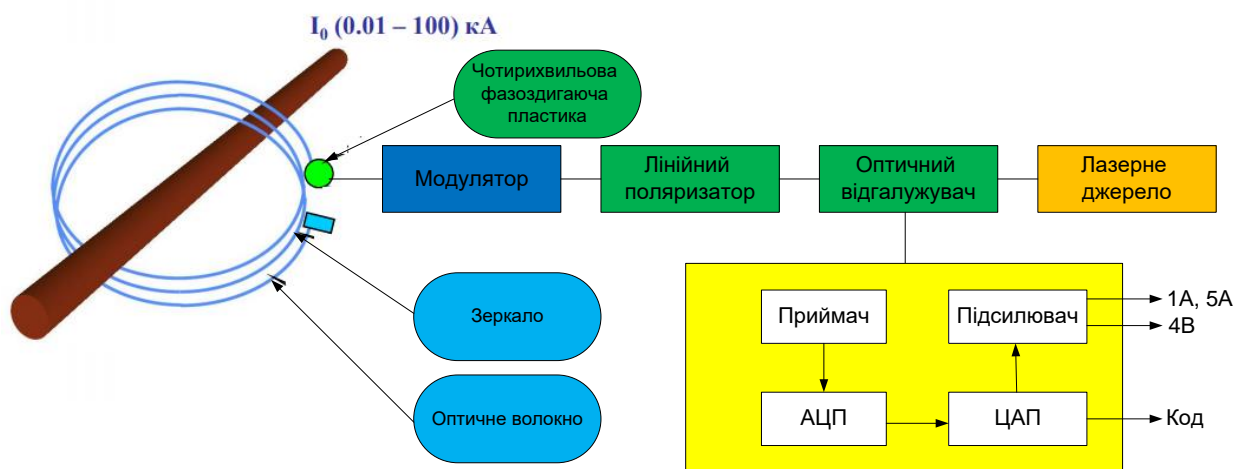 I₀ (0.01 – 100) кА
Чотирихвильова
фазоздигаюча
пластика
Модулятор
Лінійний
поляризатор
Оптичний
відгалужувач
Лазерне
джерело
Зеркало
Оптичне волокно
Приймач
Підсилювач
1А, 5А
4В
АЦП
ЦАП
Код